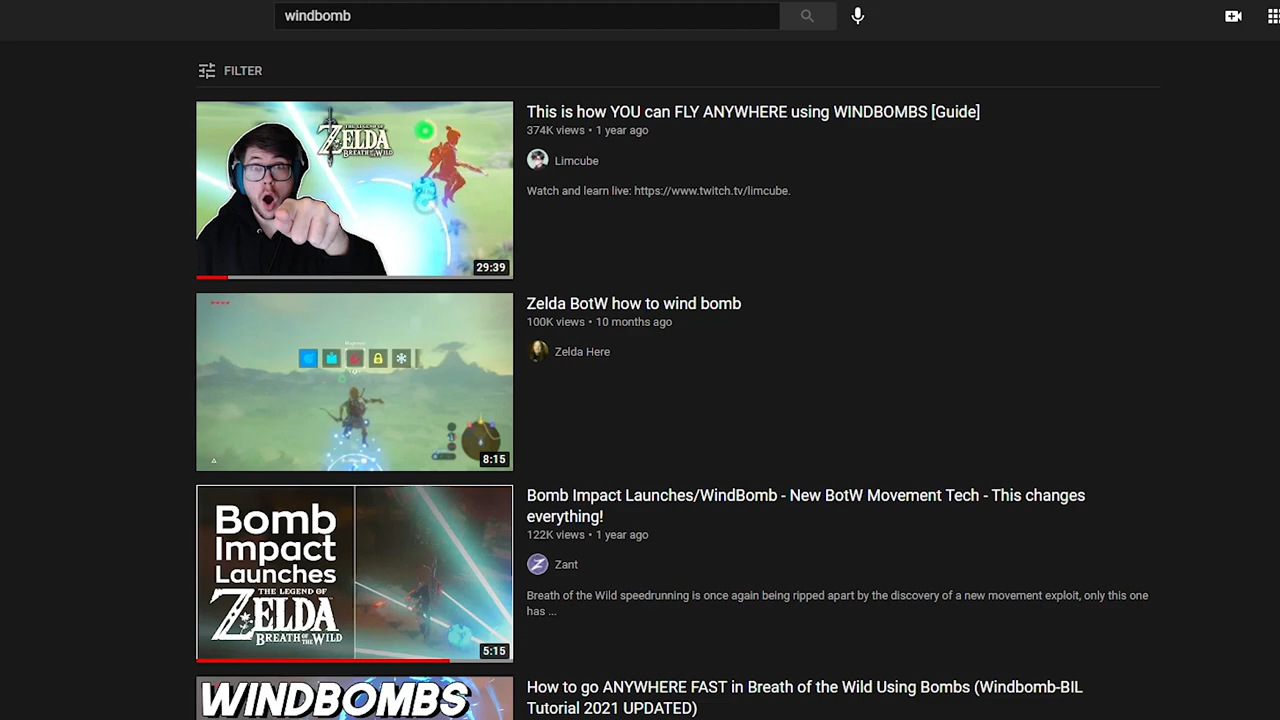 windbomb
FILTER
THE LEGEND OF
ZELDA
BREATH OF THE WILD
29:39
This is how YOU can FLY ANYWHERE using WINDBOMBS [Guide]
374K views • 1 year ago
Limcube
Watch and learn live: https://www.twitch.tv/limcube.
8:15
Zelda BotW how to wind bomb
100K views • 10 months ago
Zelda Here
Bomb
Impact
Launches
THE LEGEND OF
ZELDA
BREATH OF THE WILD
5:15
Bomb Impact Launches/WindBomb - New BotW Movement Tech - This changes
everything!
122K views • 1 year ago
Zant
Breath of the Wild speedrunning is once again being ripped apart by the discovery of a new movement exploit, only this one
has ...
WINDBOMBS
How to go ANYWHERE FAST in Breath of the Wild Using Bombs (Windbomb-BIL
Tutorial 2021 UPDATED)